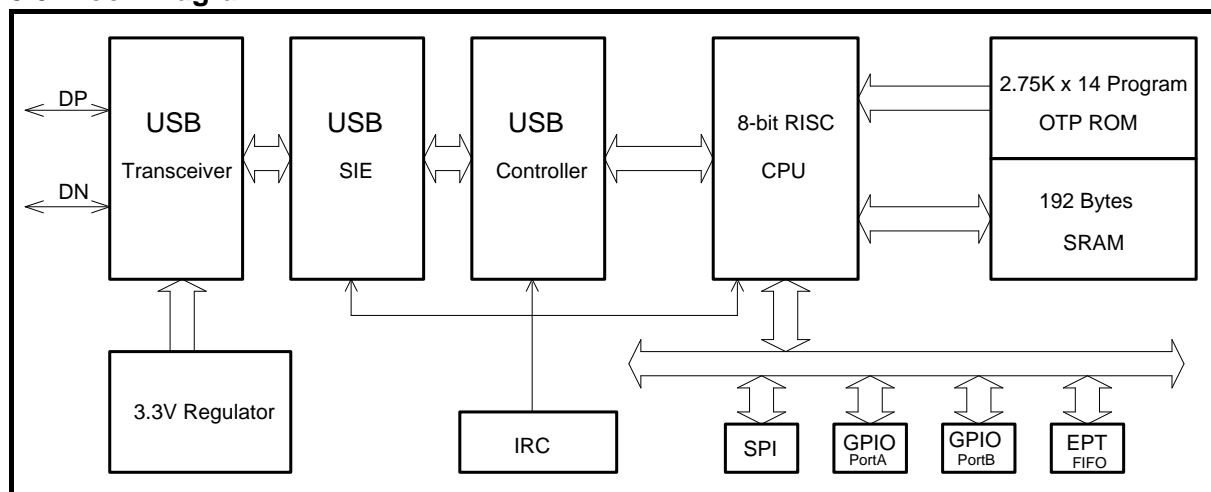 DP
DN
USB
Transceiver
USB
SIE
USB
Controller
8-bit RISC
CPU
2.75K x 14 Program
OTP ROM
192 Bytes
SRAM
3.3V Regulator
IRC
SPI
GPIO
PortA
GPIO
PortB
EPT
FIFO